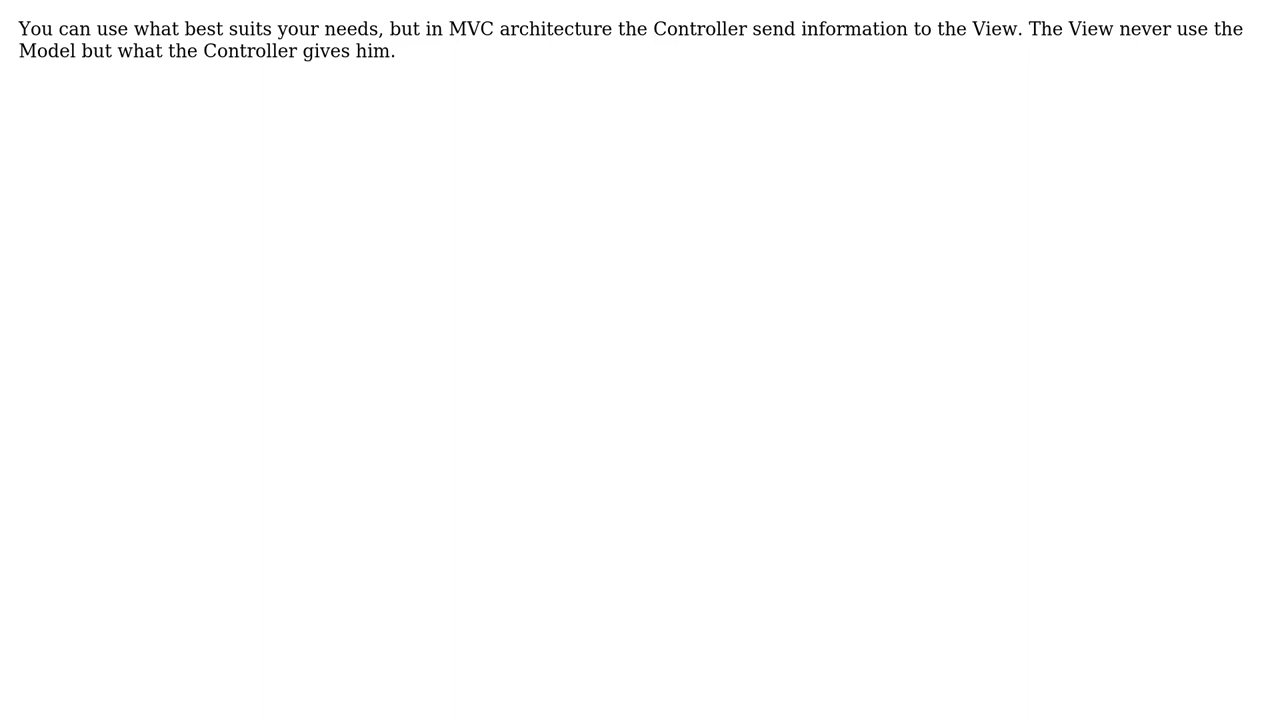 You can use what best suits your needs, but in MVC architecture the Controller send information to the View. The View never use the
Model but what the Controller gives him.